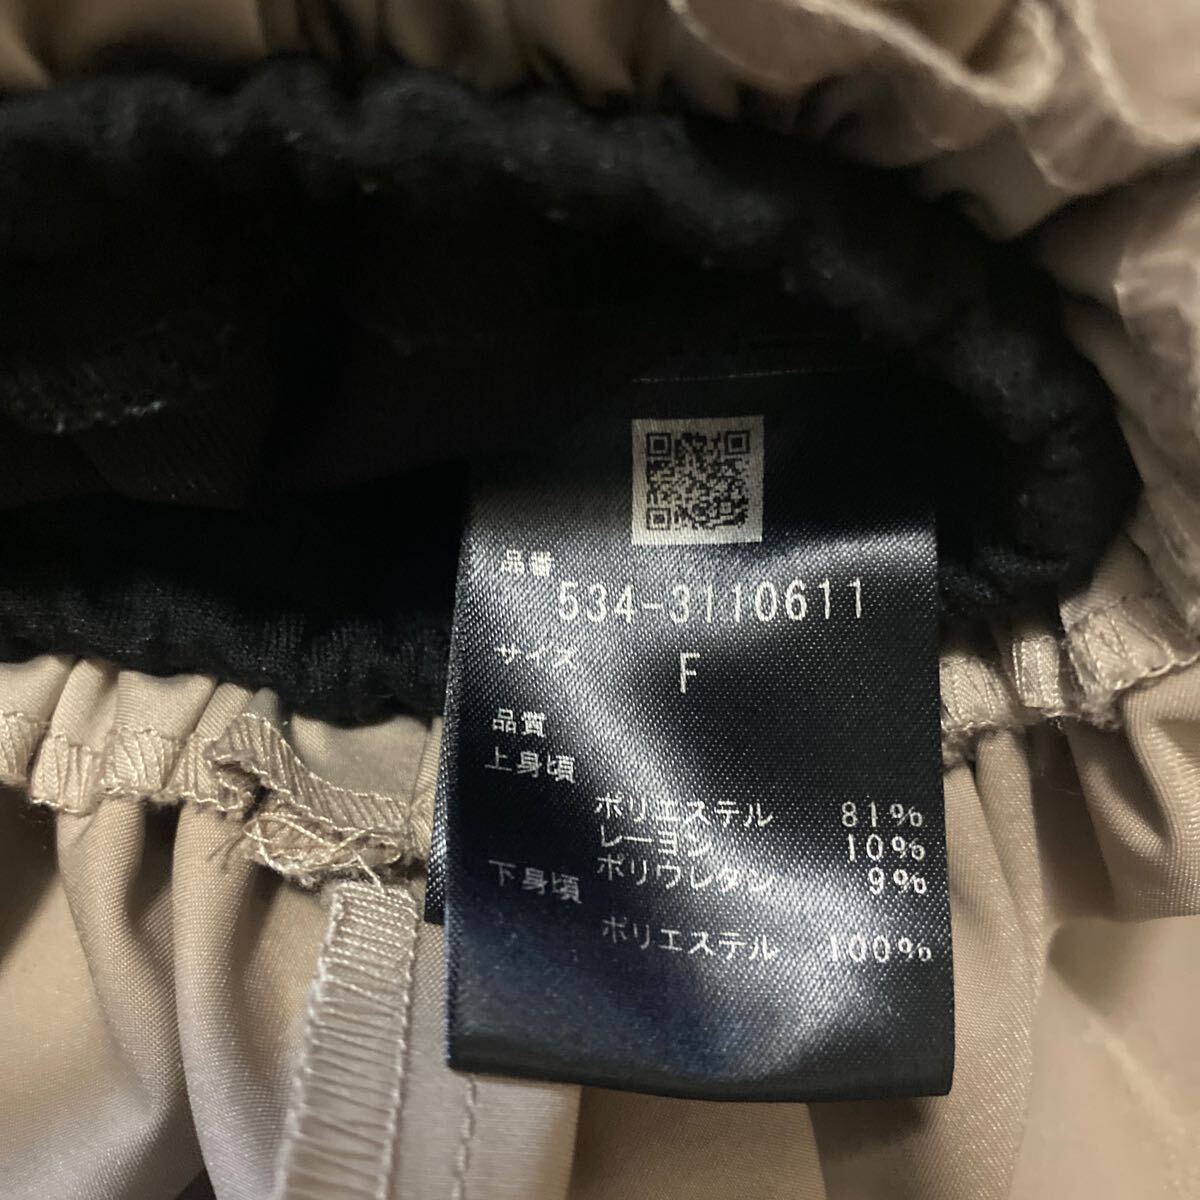 品番
534-3110611
サイズ
F
品質
上身頃
ポリエステル 81%
レーヨン 10%
ポリウレタン 9%
下身頃
ポリエステル 100%